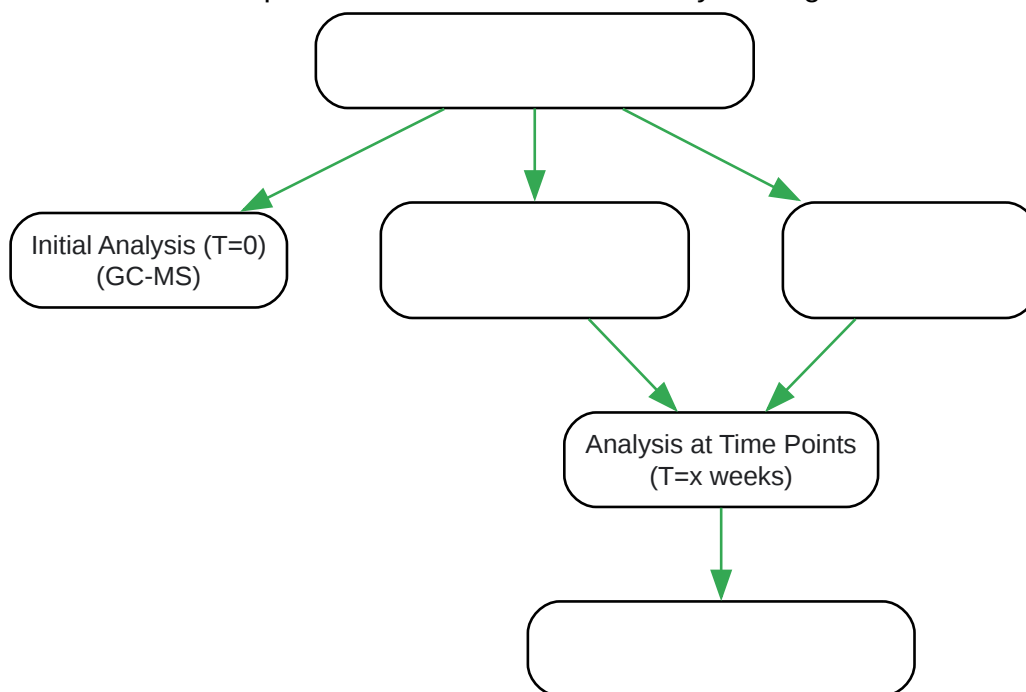 Initial Analysis (T=0)
(GC-MS)
Analysis at Time Points
(T=x weeks)